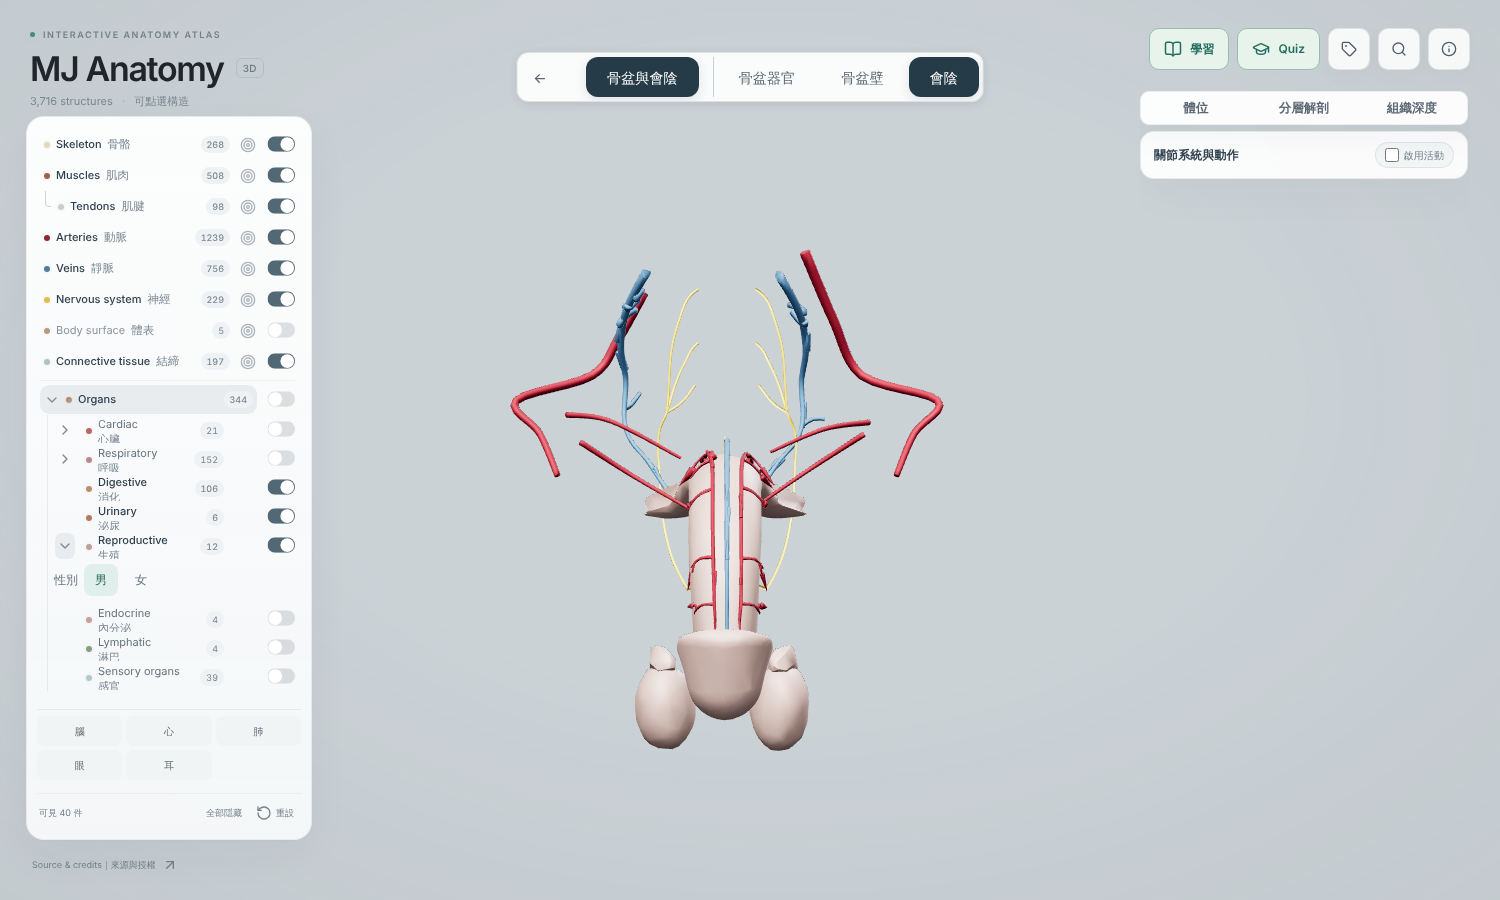 INTERACTIVE ANATOMY ATLAS
MJ Anatomy 3D
3,716 structures · 可點選構造
Skeleton 骨骼 268
Muscles 肌肉 508
Tendons 肌腱 98
Arteries 動脈 1239
Veins 靜脈 756
Nervous system 神經 229
Body surface 體表 5
Connective tissue 結締 197
Organs 344
Cardiac 21
心臟
Respiratory 152
呼吸
Digestive 106
消化
Urinary 6
泌尿
Reproductive 12
生殖
性別 男 女
Endocrine 4
內分泌
Lymphatic 4
淋巴
Sensory organs 39
感官
腦 心 肺
眼 耳
可見 40 件 全部隱藏 重設
Source & credits | 來源與授權
← 骨盆與會陰 骨盆器官 骨盆壁 會陰
學習 Quiz
體位 分層解剖 組織深度
關節系統與動作 啟用活動